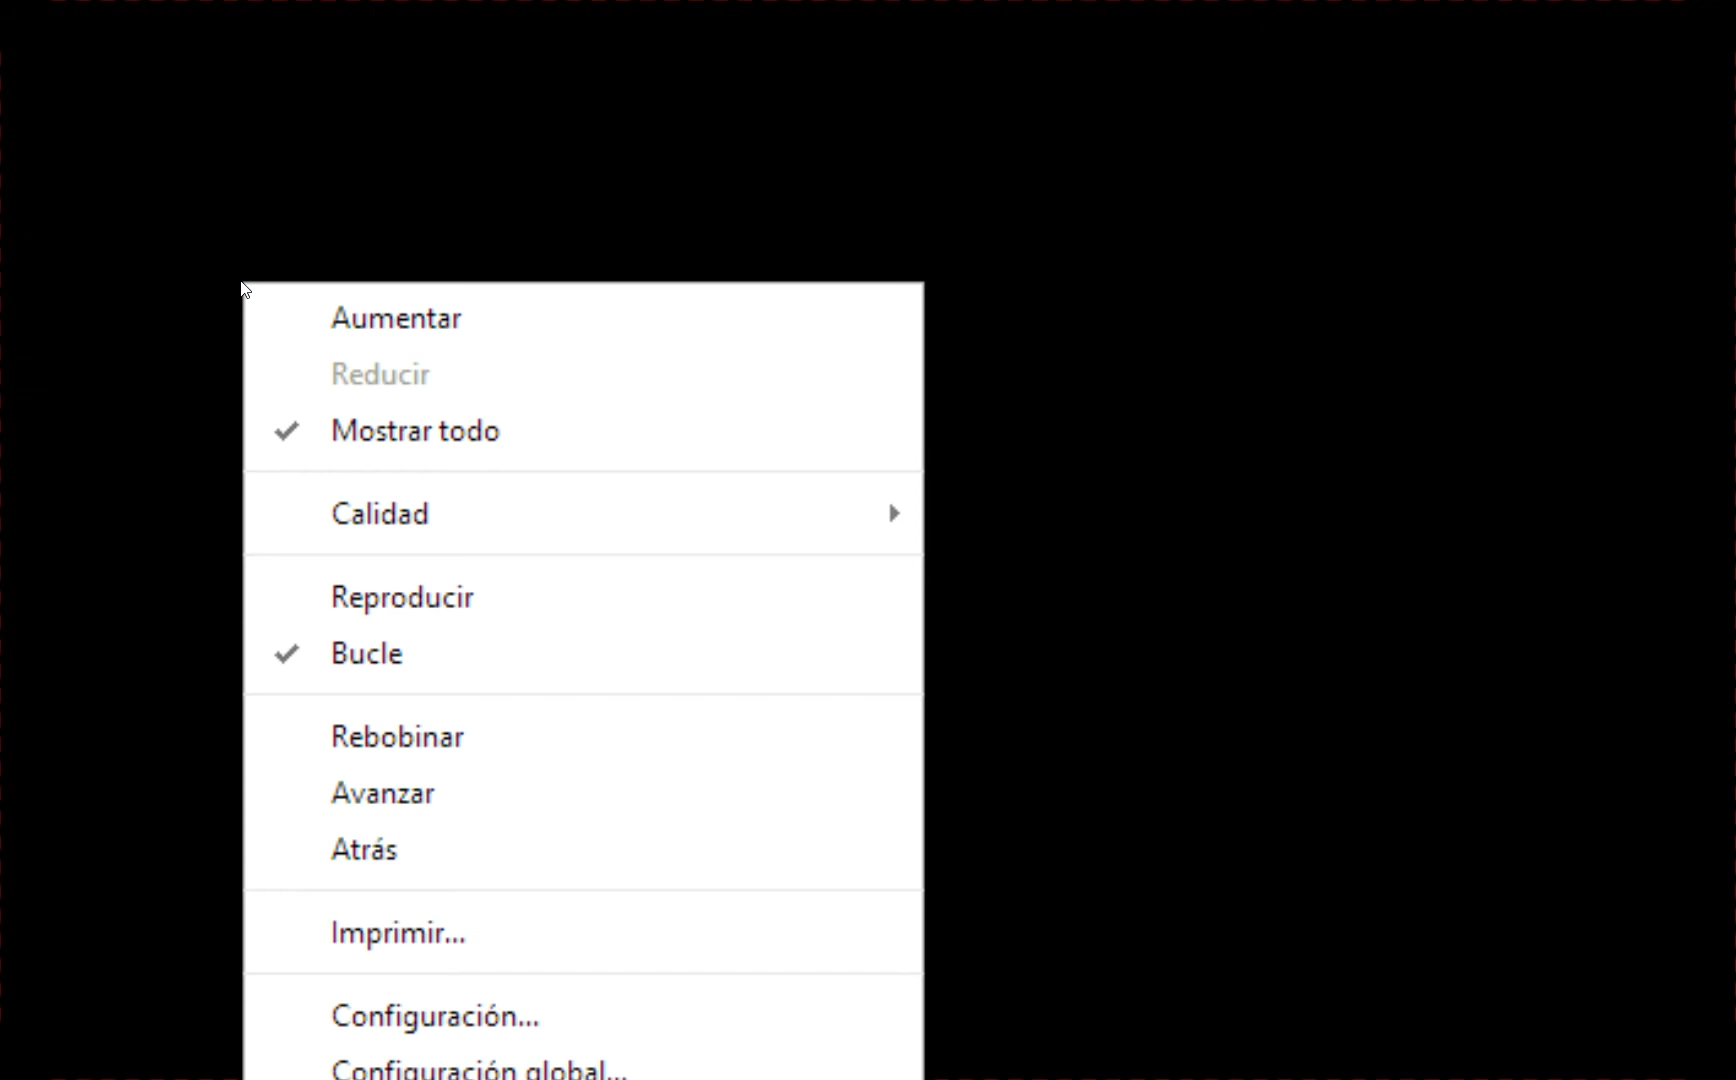 Aumentar
Reducir
Mostrar todo
Calidad
Reproducir
Bucle
Rebobinar
Avanzar
Atrás
Imprimir...
Configuración...
Configuración global...